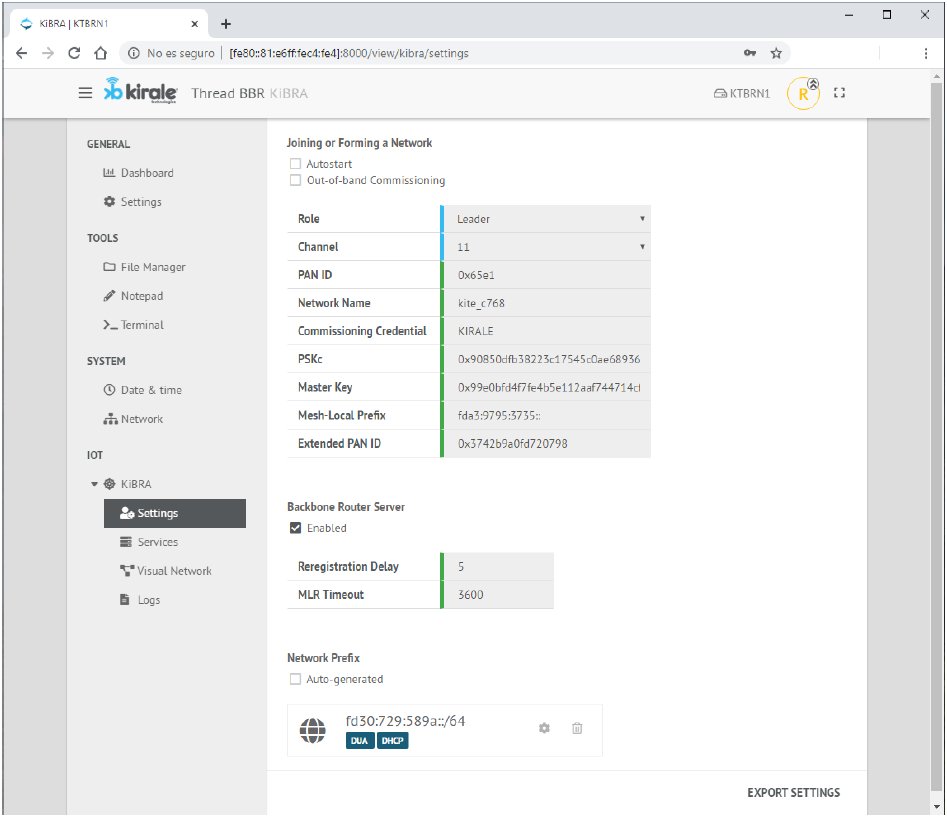 KiBRA | KTBRN1
No es seguro | [fe80::81:e6ff:fec4:fe4]:8000/view/kibra/settings
kirale
technologies
Thread BBR KiBRA
KTBRN1
R
GENERAL
Dashboard
Settings
TOOLS
File Manager
Notepad
Terminal
SYSTEM
Date & time
Network
IOT
KiBRA
Settings
Services
Visual Network
Logs
Joining or Forming a Network
Autostart
Out-of-band Commissioning
Role Leader
Channel 11
PAN ID 0x65e1
Network Name kite_c768
Commissioning Credential KIRALE
PSKc 0x90850dfb38223c17545c0ae68936
Master Key 0x99e0bfd4f7fe4b5e112aaf744714cf
Mesh-Local Prefix fda3:9795:3735::
Extended PAN ID 0x3742b9a0fd720798
Backbone Router Server
Enabled
Reregistration Delay 5
MLR Timeout 3600
Network Prefix
Auto-generated
fd30:729:589a::/64
DUA DHCP
EXPORT SETTINGS